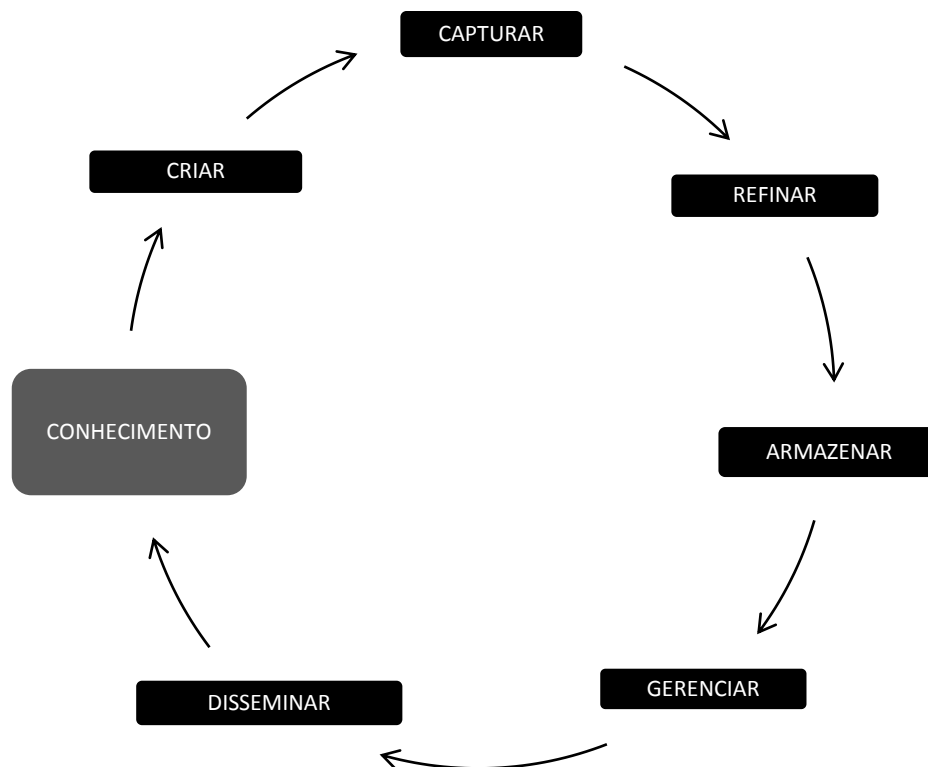 CAPTURAR
CRIAR
REFINAR
CONHECIMENTO
ARMAZENAR
GERENCIAR
DISSEMINAR